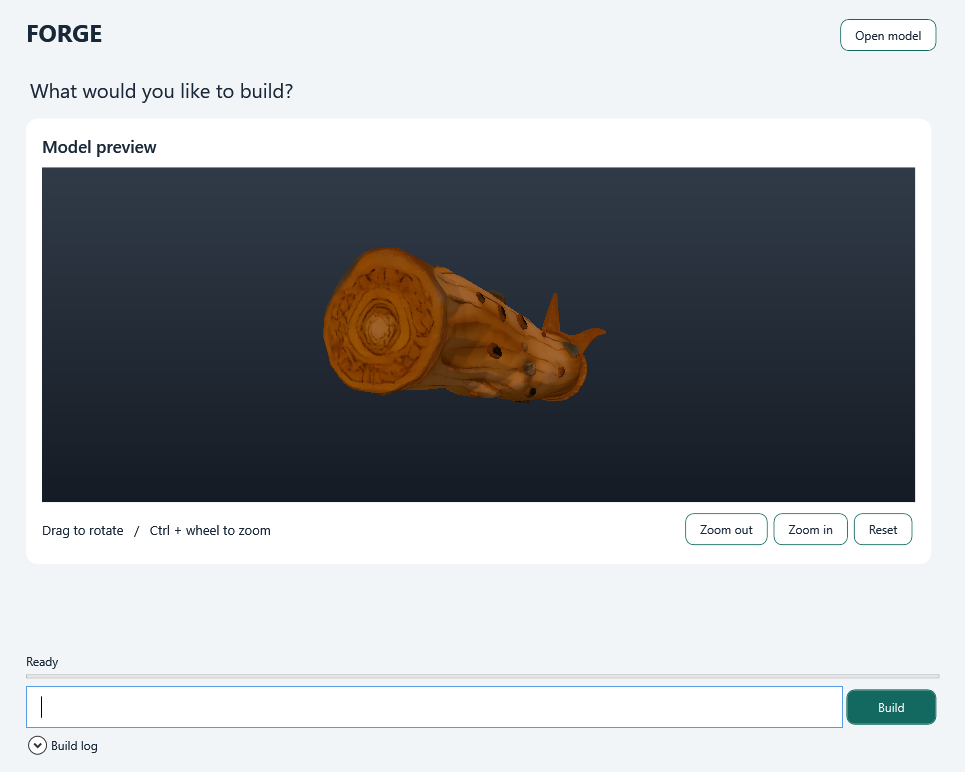 FORGE
Open model
What would you like to build?
Model preview
Drag to rotate / Ctrl + wheel to zoom
Zoom out
Zoom in
Reset
Ready
Build
Build log